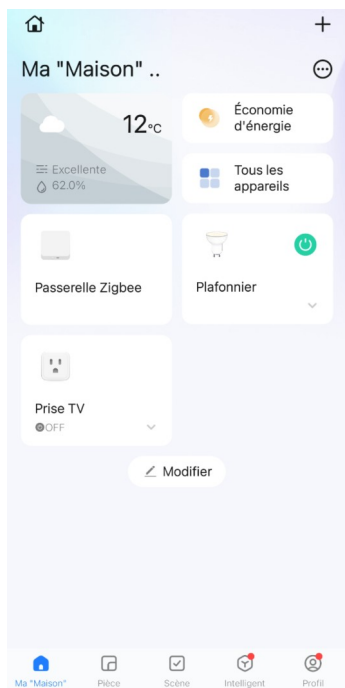 Ma "Maison" ..
12°C
Excellente
62.0%
Économie
d'énergie
Tous les
appareils
Passerelle Zigbee
Plafonnier
Prise TV
OFF
Modifier
Ma "Maison"
Pièce
Scène
Intelligent
Profil